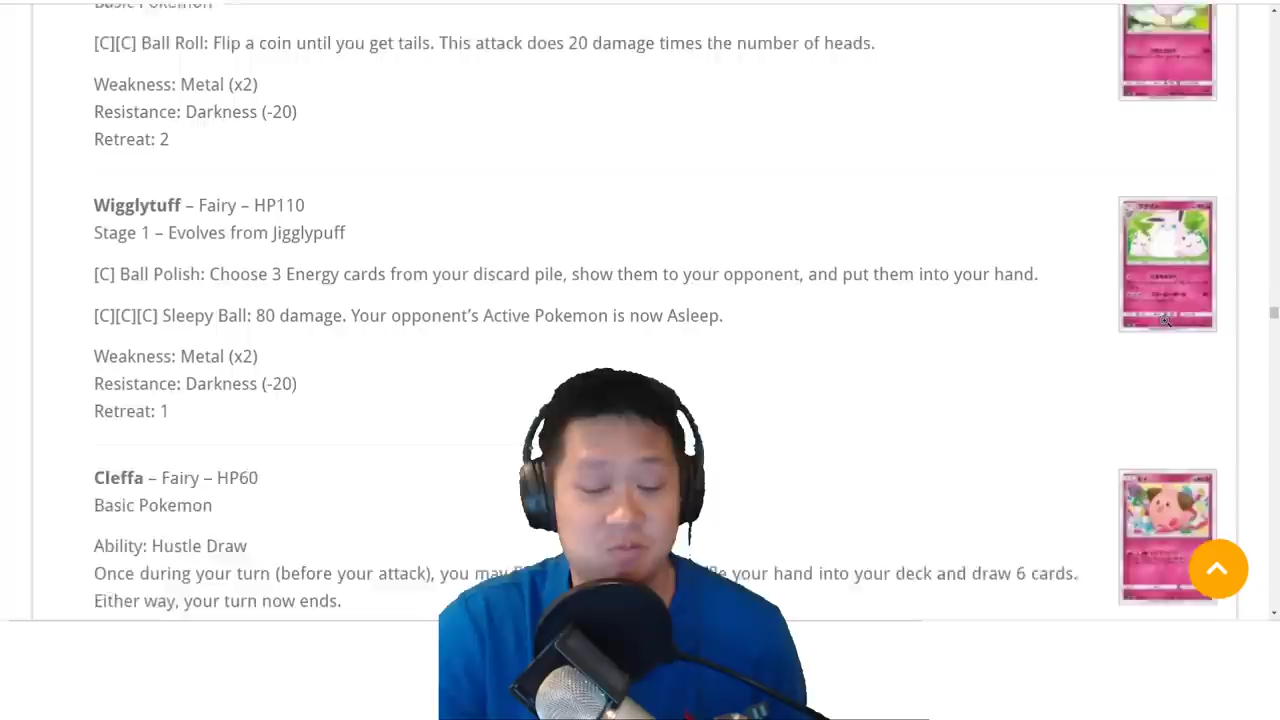 [C][C] Ball Roll: Flip a coin until you get tails. This attack does 20 damage times the number of heads.
Weakness: Metal (x2)
Resistance: Darkness (-20)
Retreat: 2
Wigglytuff – Fairy – HP110
Stage 1 – Evolves from Jigglypuff
[C] Ball Polish: Choose 3 Energy cards from your discard pile, show them to your opponent, and put them into your hand.
[C][C][C] Sleepy Ball: 80 damage. Your opponent's Active Pokemon is now Asleep.
Weakness: Metal (x2)
Resistance: Darkness (-20)
Retreat: 1
Cleffa – Fairy – HP60
Basic Pokemon
Ability: Hustle Draw
Once during your turn (before your attack), you may your hand into your deck and draw 6 cards.
Either way, your turn now ends.